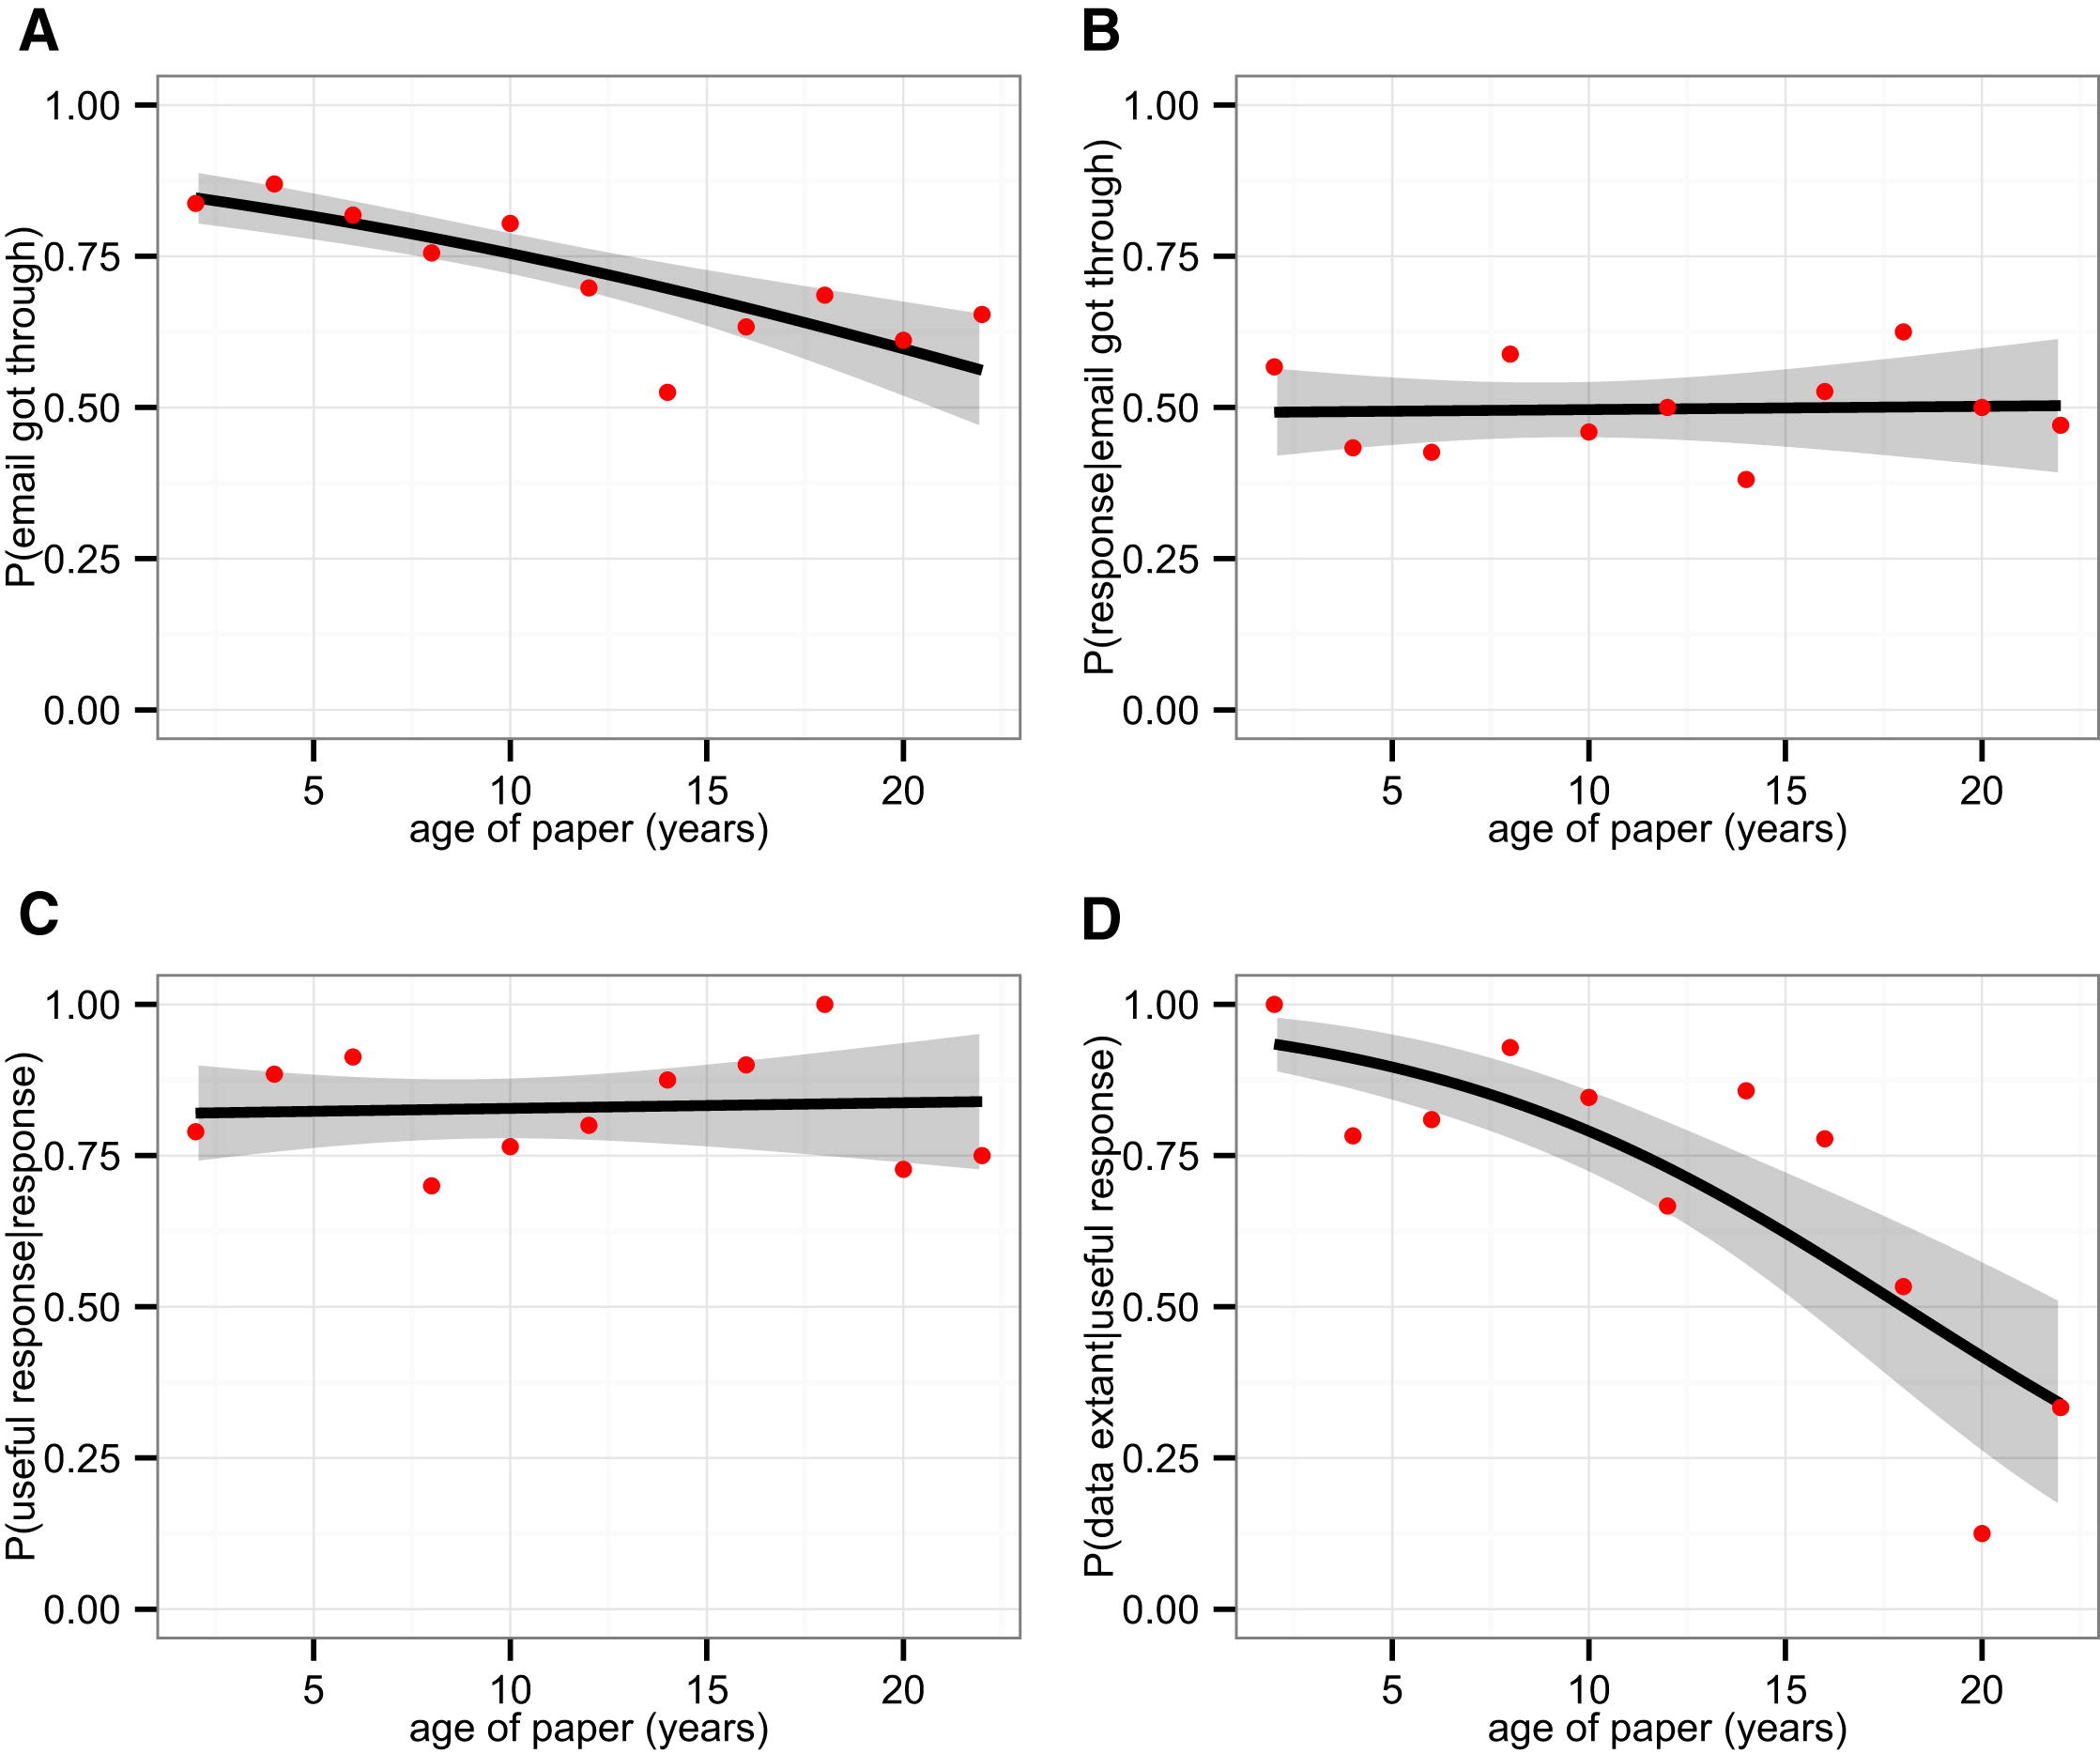 A
P(email got through)
1.00
0.75
0.50
0.25
0.00
5 10 15 20
age of paper (years)
B
P(response|email got through)
1.00
0.75
0.50
0.25
0.00
5 10 15 20
age of paper (years)
C
P(useful response|response)
1.00
0.75
0.50
0.25
0.00
5 10 15 20
age of paper (years)
D
P(data extant|useful response)
1.00
0.75
0.50
0.25
0.00
5 10 15 20
age of paper (years)